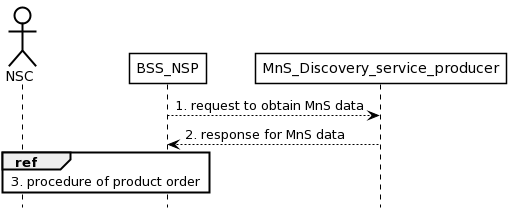 NSC
BSS_NSP
MnS_Discovery_service_producer
1. request to obtain MnS data
2. response for MnS data
ref
3. procedure of product order